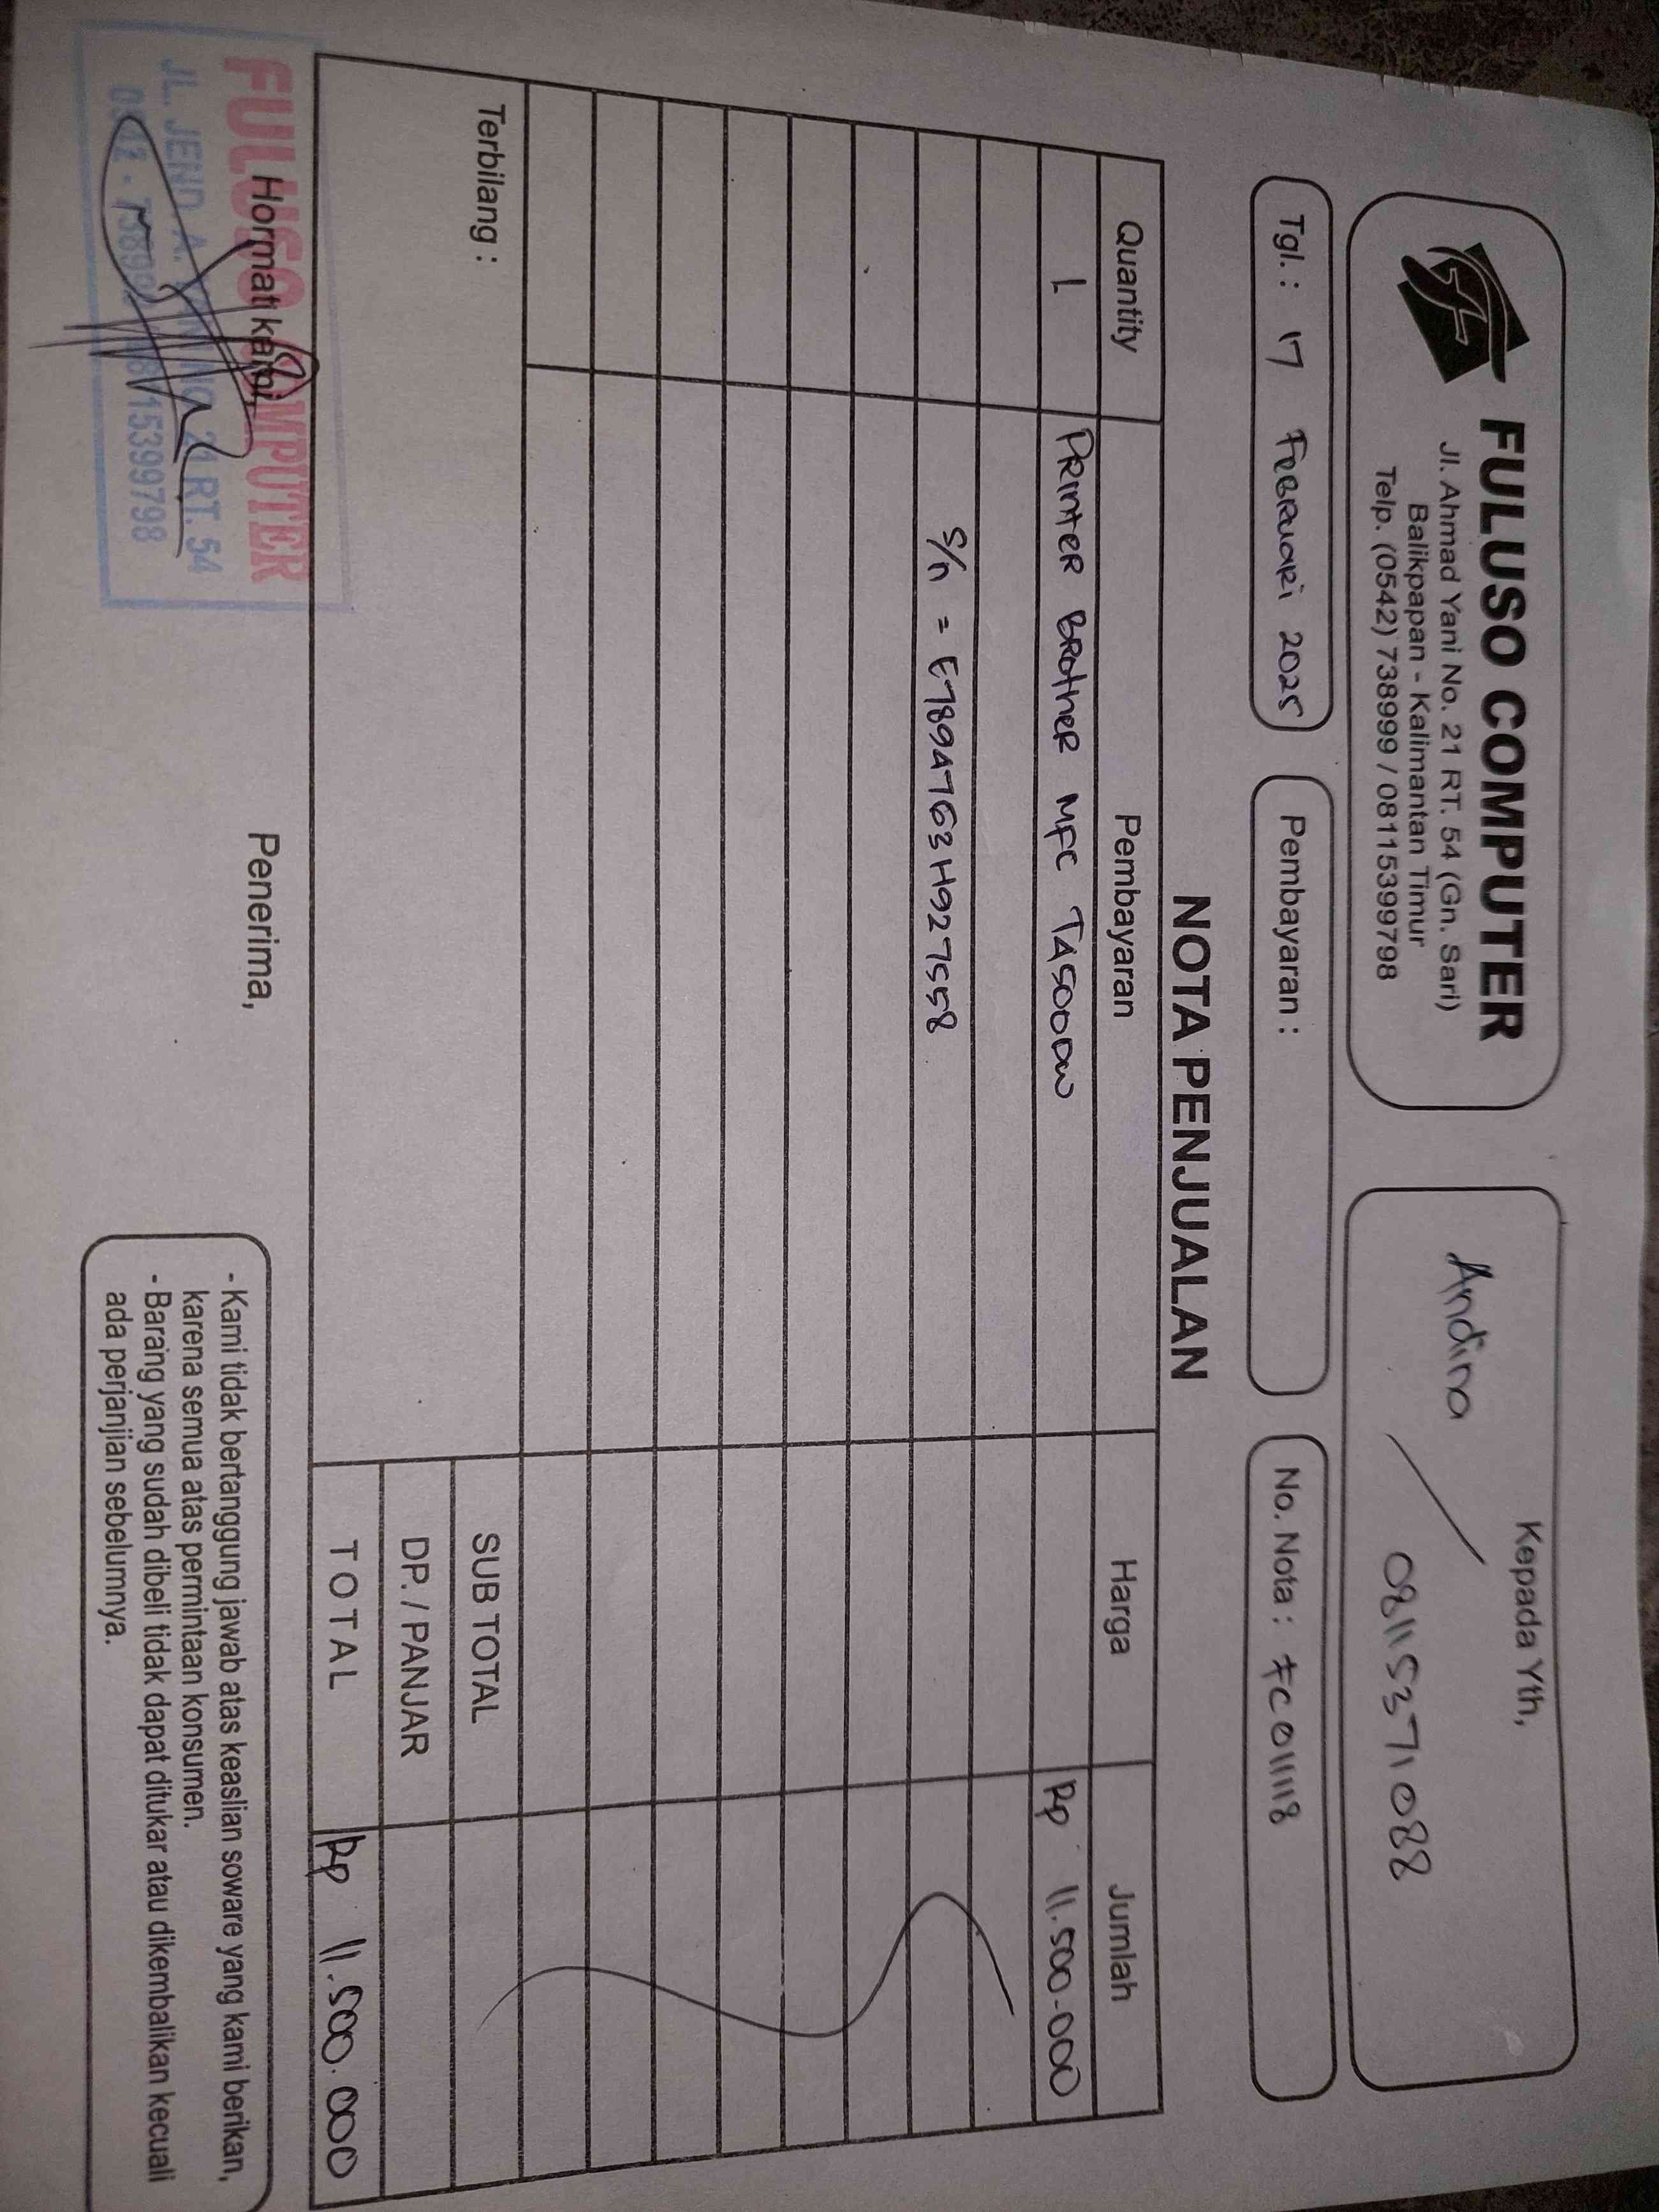 FULUSO COMPUTER
Jl. Ahmad Yani No. 21 RT. 54 (Gn. Sari)
Balikpapan - Kalimantan Timur
Telp. (0542) 738999 / 08115399798
Kepada Yth,
Andira
08115371088
Tgl. : 17 Februari 2025
Pembayaran :
No. Nota : FC011118
NOTA PENJUALAN
Quantity Pembayaran Harga Jumlah
1 Printer Brother MFC T4500DW Rp 11.500.000
S/n = E78947G3H927558
Terbilang :
SUB TOTAL
DP. / PANJAR
TOTAL Rp 11.500.000
Hormat kami,
Penerima,
FULUSO COMPUTER
JL. JEND A. YANI NO 21 RT. 54
- Kami tidak bertanggung jawab atas keaslian soware yang kami berikan,
karena semua atas permintaan konsumen.
- Barang yang sudah dibeli tidak dapat ditukar atau dikembalikan kecuali
ada perjanjian sebelumnya.